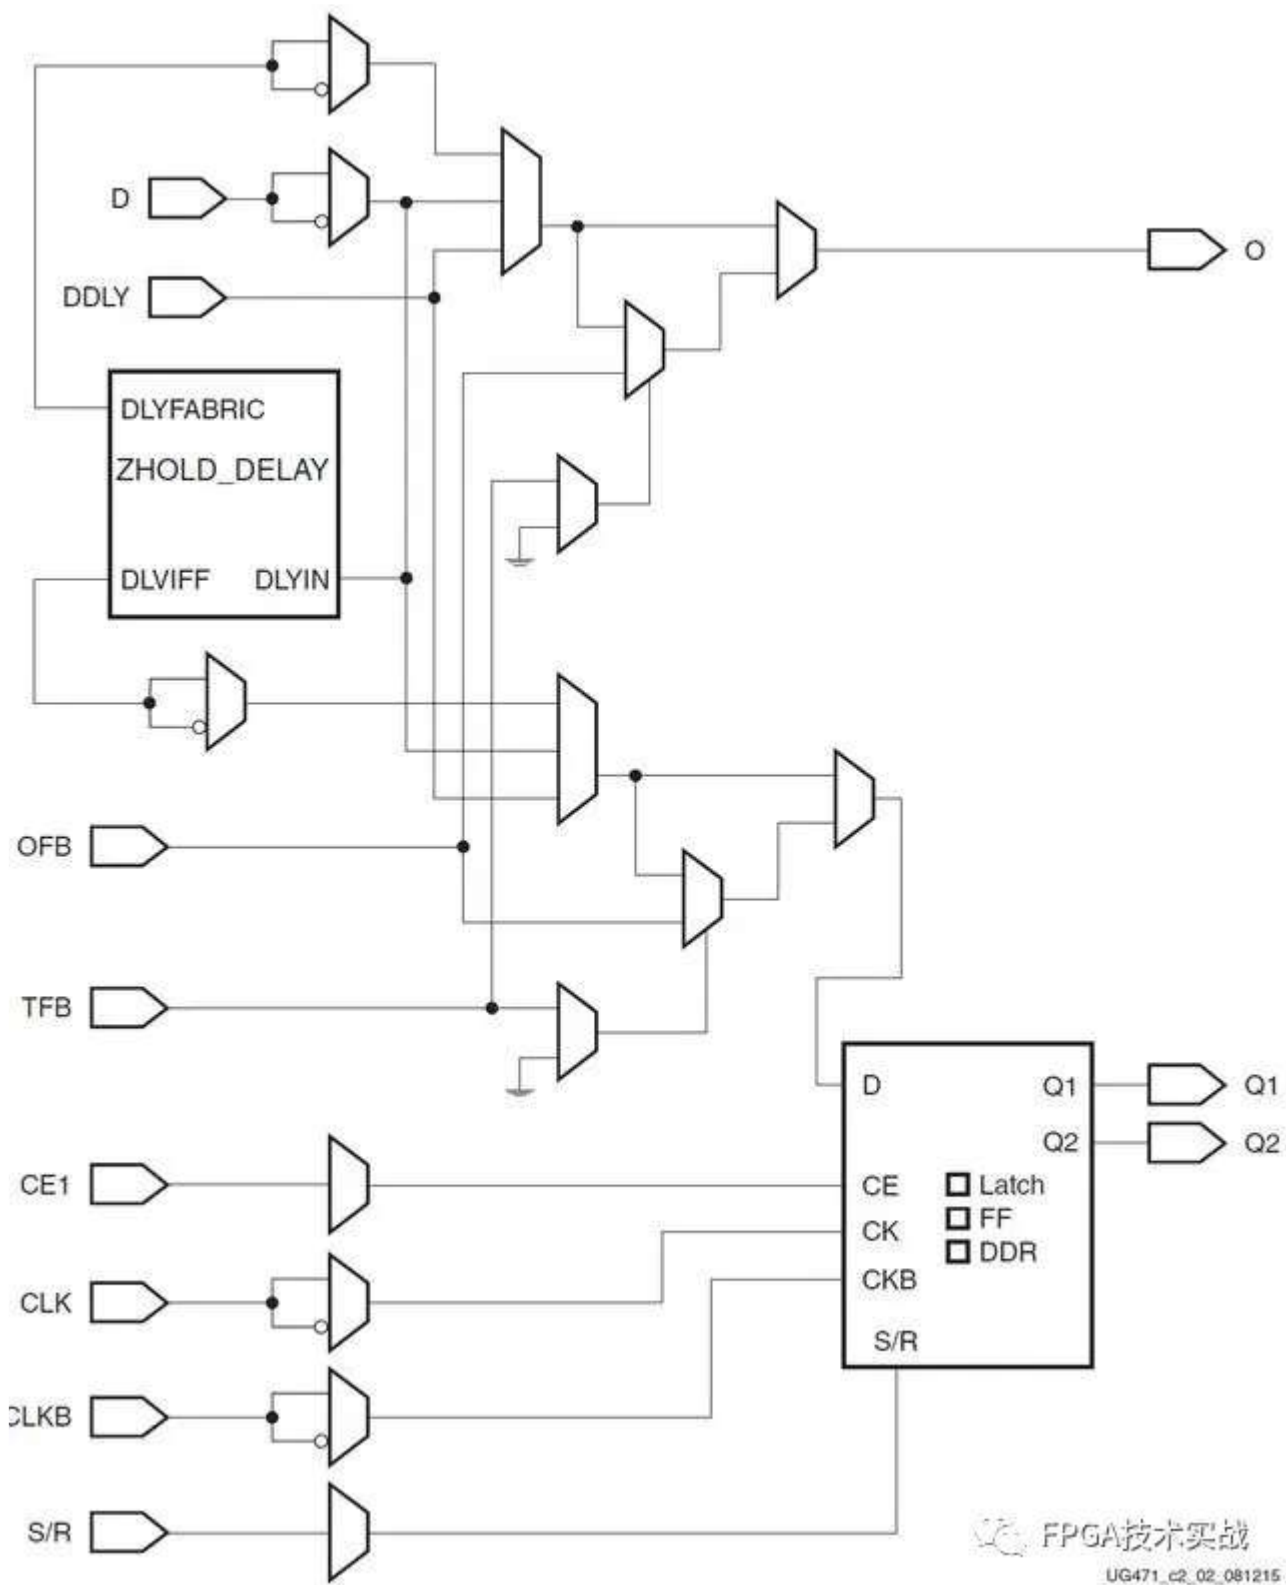 D
O
DDLY
DLYFABRIC
ZHOLD_DELAY
DLVIFF DLYIN
OFB
TFB
D Q1 Q1
Q2 Q2
CE1 CE Latch
CK FF
CKB DDR
CLK
S/R
CLKB
S/R
FPGA技术实战
UG471_c2_02_081215